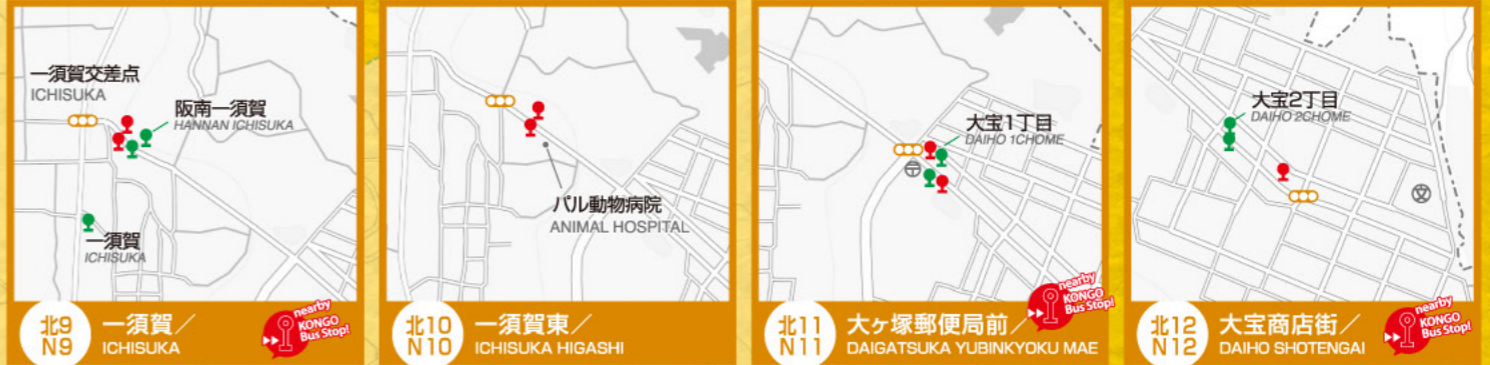 一須賀交差点
ICHISUKA
阪南一須賀
HANNAN ICHISUKA
一須賀
ICHISUKA
北9
N9
一須賀／
ICHISUKA
nearby
KONGO
Bus Stop!
パル動物病院
ANIMAL HOSPITAL
北10
N10
一須賀東／
ICHISUKA HIGASHI
大宝1丁目
DAIHO 1CHOME
〒
北11
N11
大ヶ塚郵便局前／
DAIGATSUKA YUBINKYOKU MAE
nearby
KONGO
Bus Stop!
大宝2丁目
DAIHO 2CHOME
文
北12
N12
大宝商店街／
DAIHO SHOTENGAI
nearby
KONGO
Bus Stop!